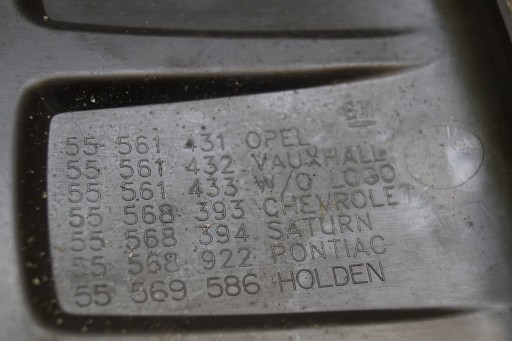 GM
55 561 431 OPEL
55 561 432 VAUXHALL
55 561 433 W/O LOGO
55 568 393 CHEVROLET
55 568 394 SATURN
55 568 922 PONTIAC
55 569 586 HOLDEN